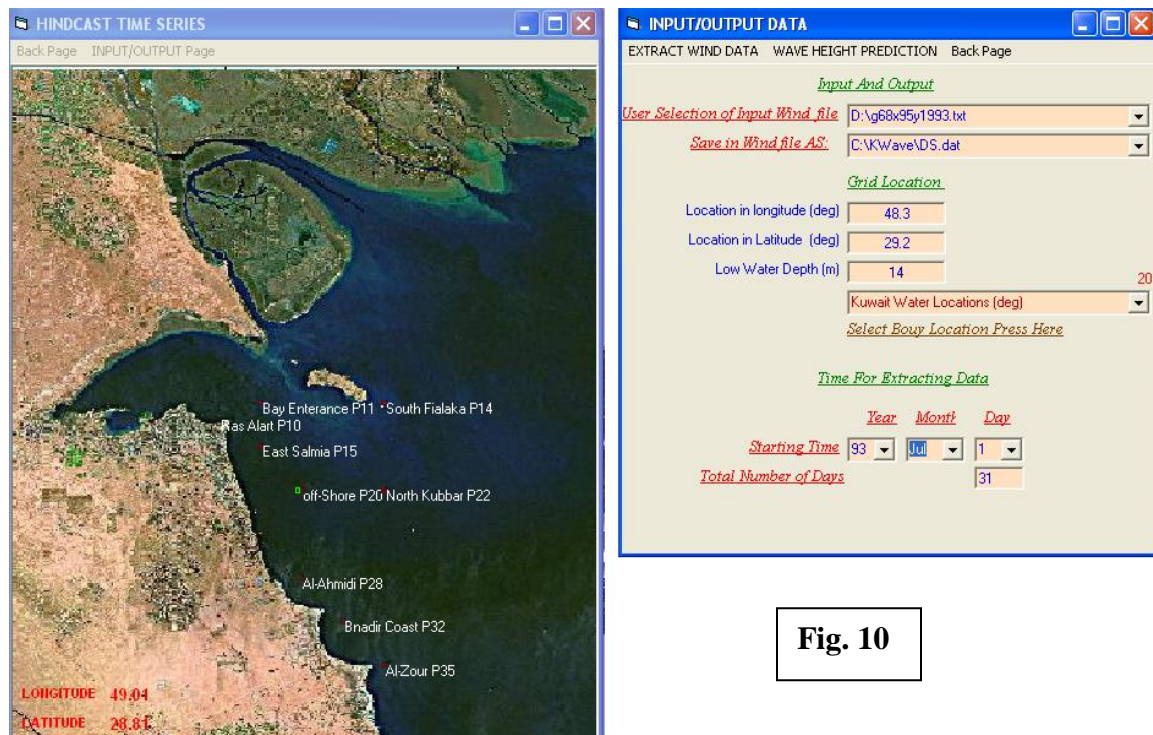 HINDCAST TIME SERIES
Back Page INPUT/OUTPUT Page
Bay Enterance P11
South Fialaka P14
Ras Alart P10
East Salmia P15
off-Shore P20
North Kubbar P22
Al-Ahmidi P28
Bnadir Coast P32
Al-Zour P35
LONGITUDE 49.01
LATITUDE 28.81
INPUT/OUTPUT DATA
EXTRACT WIND DATA WAVE HEIGHT PREDICTION Back Page
Input And Output
User Selection of Input Wind file D:\g68x95y1993.txt
Save in Wind file AS: C:\KWave\DS.dat
Grid Location
Location in longitude (deg) 48.3
Location in Latitude (deg) 29.2
Low Water Depth (m) 14
20
Kuwait Water Locations (deg)
Select Bouy Location Press Here
Time For Extracting Data
Year Month Day
Starting Time 93 Jul 1
Total Number of Days 31
Fig. 10